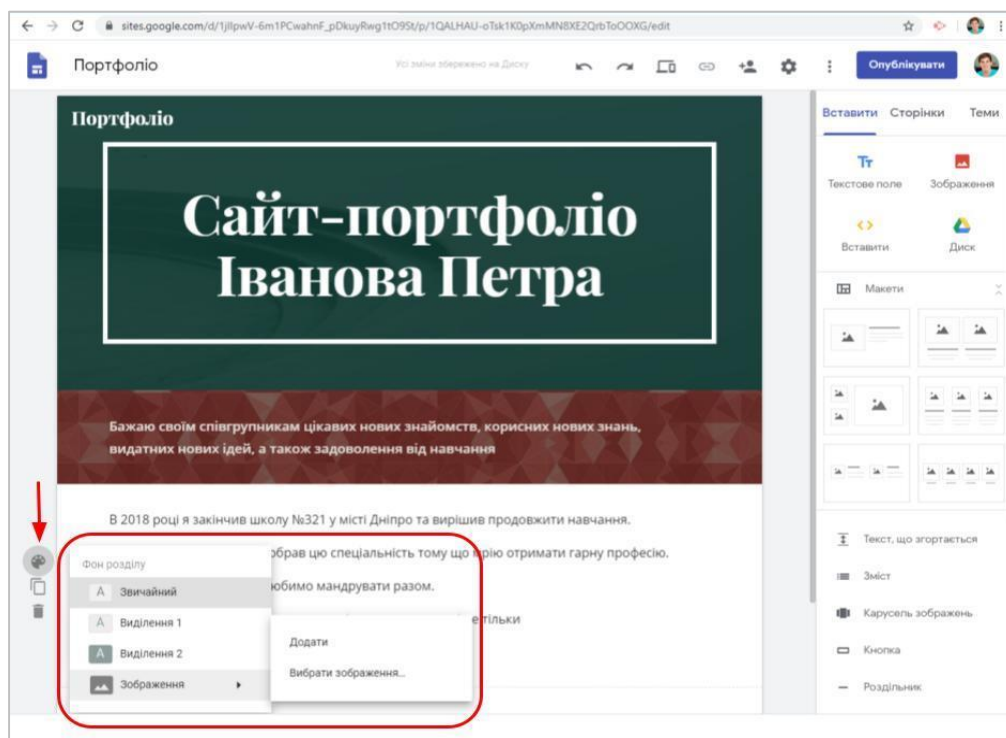 sites.google.com/d/1jlIpwV-6m1PCwahnF_pDkuyRwg1tO9St/p/1QALHAU-oTsk1K0pXmMN8XE2QrbToOOXG/edit
Портфоліо
Усі зміни збережено на Диску
Опублікувати
Портфоліо
Сайт-портфоліо
Іванова Петра
Бажаю своїм співгрупникам цікавих нових знайомств, корисних нових знань,
видатних нових ідей, а також задоволення від навчання
В 2018 році я закінчив школу №321 у місті Дніпро та вирішив продовжити навчання.
обрав цю спеціальність тому що мрію отримати гарну професію.
любимо мандрувати разом.
е тільки
Фон розділу
A Звичайний
A Виділення 1
A Виділення 2
Зображення
Додати
Вибрати зображення...
Вставити Сторінки Теми
Текстове поле Зображення
Вставити Диск
Макети
Текст, що згортається
Зміст
Карусель зображень
Кнопка
Роздільник